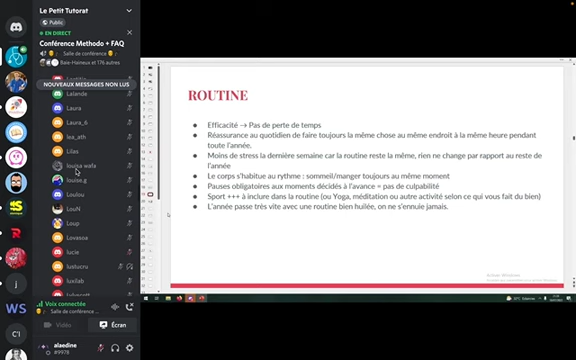 Le Petit Tutorat
Public
EN DIRECT
Conférence Methodo + FAQ
Salle de conférence
Baie-Haineux et 176 autres
NOUVEAUX MESSAGES NON LUS
Lalande
Laura
Laura_6
lea_ath
Lilas
louisa wafa
louise.g
Loulou
LouN
Loup
Lovasoa
lucie
luslucru
luxilab
Voix connectée
Salle de conférence
Vidéo
Écran
alaedine
#9978
j
WS
C'I
ROUTINE
Efficacité → Pas de perte de temps
Réassurance au quotidien de faire toujours la même chose au même endroit à la même heure pendant
toute l'année.
Moins de stress la dernière semaine car la routine reste la même, rien ne change par rapport au reste de
l'année
Le corps s'habitue au rythme : sommeil/manger toujours au même moment
Pauses obligatoires aux moments décidés à l'avance = pas de culpabilité
Sport +++ à inclure dans la routine (ou Yoga, méditation ou autre activité selon ce qui vous fait du bien)
L'année passe très vite avec une routine bien huilée, on ne s'ennuie jamais.
Activer Windows